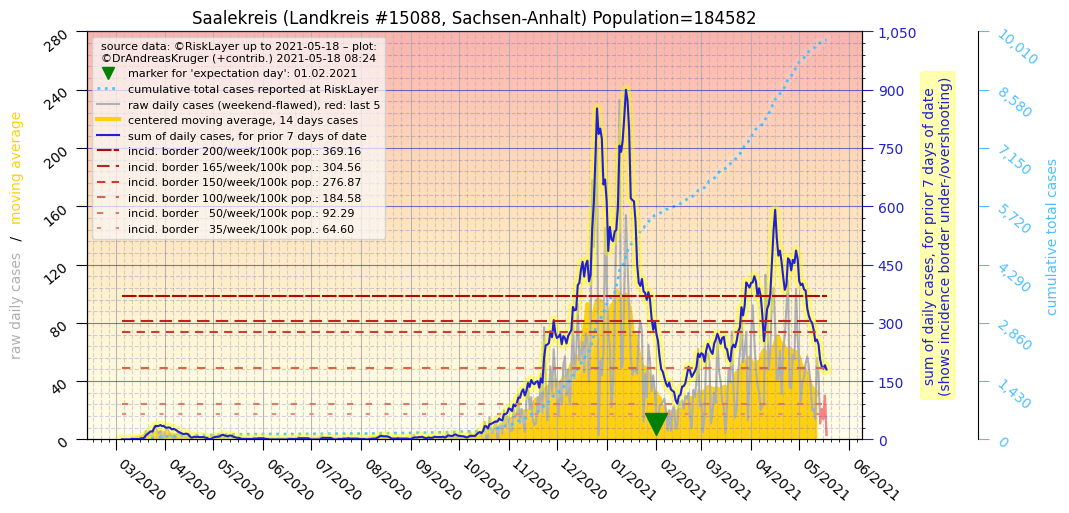 Saalekreis (Landkreis #15088, Sachsen-Anhalt) Population=184582
source data: ©RiskLayer up to 2021-05-18 – plot:
©DrAndreasKruger (+contrib.) 2021-05-18 08:24
marker for 'expectation day': 01.02.2021
cumulative total cases reported at RiskLayer
raw daily cases (weekend-flawed), red: last 5
centered moving average, 14 days cases
sum of daily cases, for prior 7 days of date
incid. border 200/week/100k pop.: 369.16
incid. border 165/week/100k pop.: 304.56
incid. border 150/week/100k pop.: 276.87
incid. border 100/week/100k pop.: 184.58
incid. border 50/week/100k pop.: 92.29
incid. border 35/week/100k pop.: 64.60
raw daily cases / moving average
280
240
200
160
120
80
40
0
03/2020
04/2020
05/2020
06/2020
07/2020
08/2020
09/2020
10/2020
11/2020
12/2020
01/2021
02/2021
03/2021
04/2021
05/2021
06/2021
1,050
900
750
600
450
300
150
0
sum of daily cases, for prior 7 days of date
(shows incidence border under-/overshooting)
10,010
8,580
7,150
5,720
4,290
2,860
1,430
0
cumulative total cases